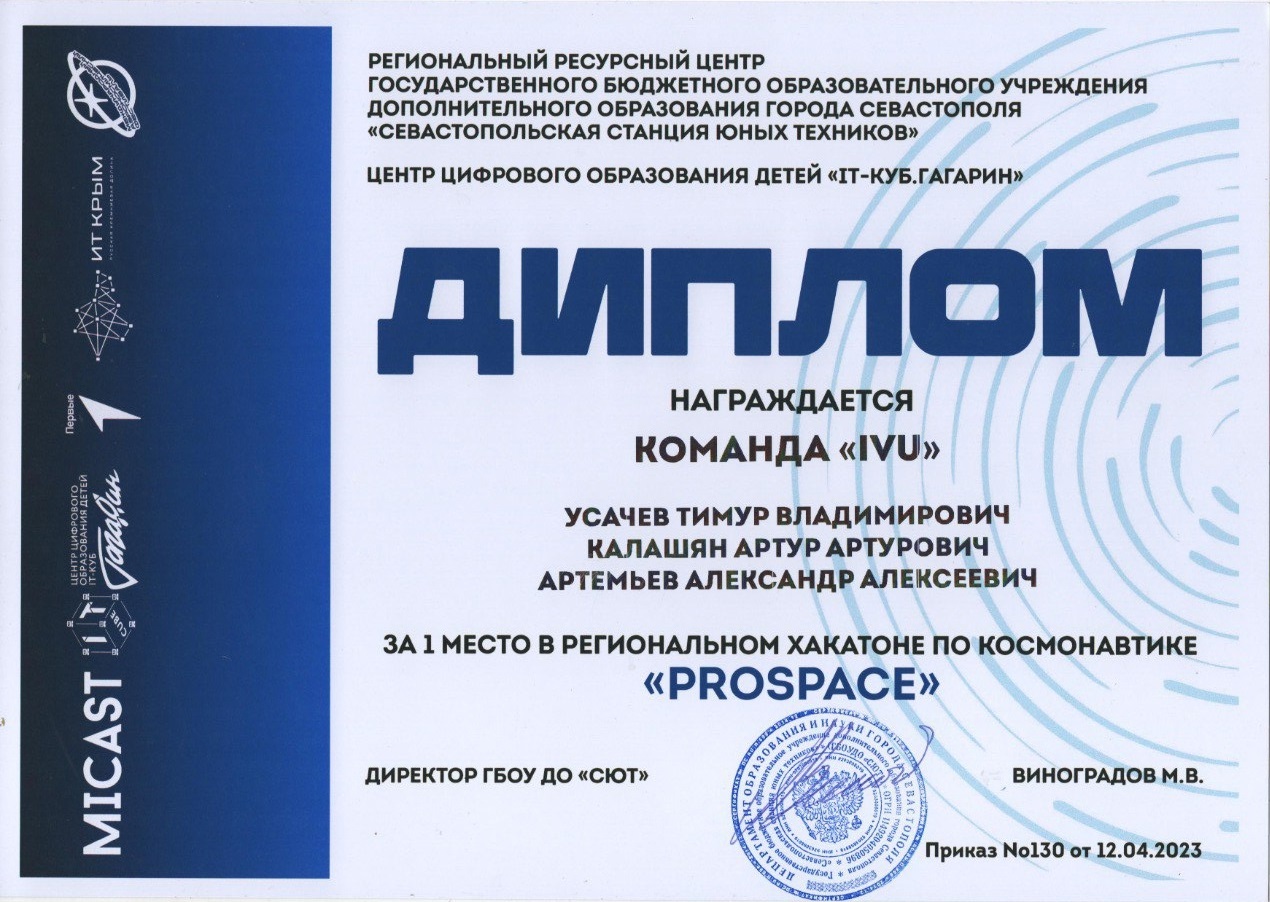 РЕГИОНАЛЬНЫЙ РЕСУРСНЫЙ ЦЕНТР
ГОСУДАРСТВЕННОГО БЮДЖЕТНОГО ОБРАЗОВАТЕЛЬНОГО УЧРЕЖДЕНИЯ
ДОПОЛНИТЕЛЬНОГО ОБРАЗОВАНИЯ ГОРОДА СЕВАСТОПОЛЯ
«СЕВАСТОПОЛЬСКАЯ СТАНЦИЯ ЮНЫХ ТЕХНИКОВ»
ЦЕНТР ЦИФРОВОГО ОБРАЗОВАНИЯ ДЕТЕЙ «IT-КУБ.ГАГАРИН»
ДИПЛОМ
НАГРАЖДАЕТСЯ
КОМАНДА «IVU»
УСАЧЕВ ТИМУР ВЛАДИМИРОВИЧ
КАЛАШЯН АРТУР АРТУРОВИЧ
АРТЕМЬЕВ АЛЕКСАНДР АЛЕКСЕЕВИЧ
ЗА 1 МЕСТО В РЕГИОНАЛЬНОМ ХАКАТОНЕ ПО КОСМОНАВТИКЕ
«PROSPACE»
ДИРЕКТОР ГБОУ ДО «СЮТ»
ВИНОГРАДОВ М.В.
Приказ No130 от 12.04.2023
ДЕПАРТАМЕНТ ОБРАЗОВАНИЯ И НАУКИ ГОРОДА СЕВАСТОПОЛЯ
MICAST
IT
CUBE
ЦЕНТР ЦИФРОВОГО
ОБРАЗОВАНИЯ ДЕТЕЙ
IT-КУБ
Гагарин
Первые
ИТ КРЫМ